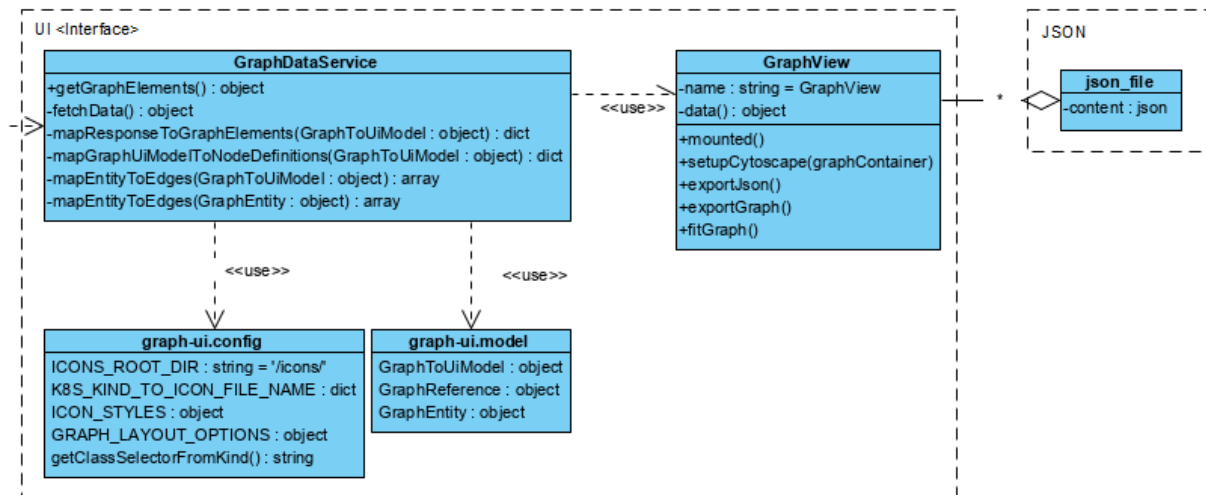 UI <Interface>
GraphDataService
+getGraphElements() : object
-fetchData() : object
-mapResponseToGraphElements(GraphToUiModel : object) : dict
-mapGraphUiModelToNodeDefinitions(GraphToUiModel : object) : dict
-mapEntityToEdges(GraphToUiModel : object) : array
-mapEntityToEdges(GraphEntity : object) : array
<<use>>
GraphView
-name : string = GraphView
-data() : object
+mounted()
+setupCytoscape(graphContainer)
+exportJson()
+exportGraph()
+fitGraph()
*
JSON
json_file
-content : json
<<use>>
<<use>>
graph-ui.config
ICONS_ROOT_DIR : string = '/icons/'
K8S_KIND_TO_ICON_FILE_NAME : dict
ICON_STYLES : object
GRAPH_LAYOUT_OPTIONS : object
getClassSelectorFromKind() : string
graph-ui.model
GraphToUiModel : object
GraphReference : object
GraphEntity : object